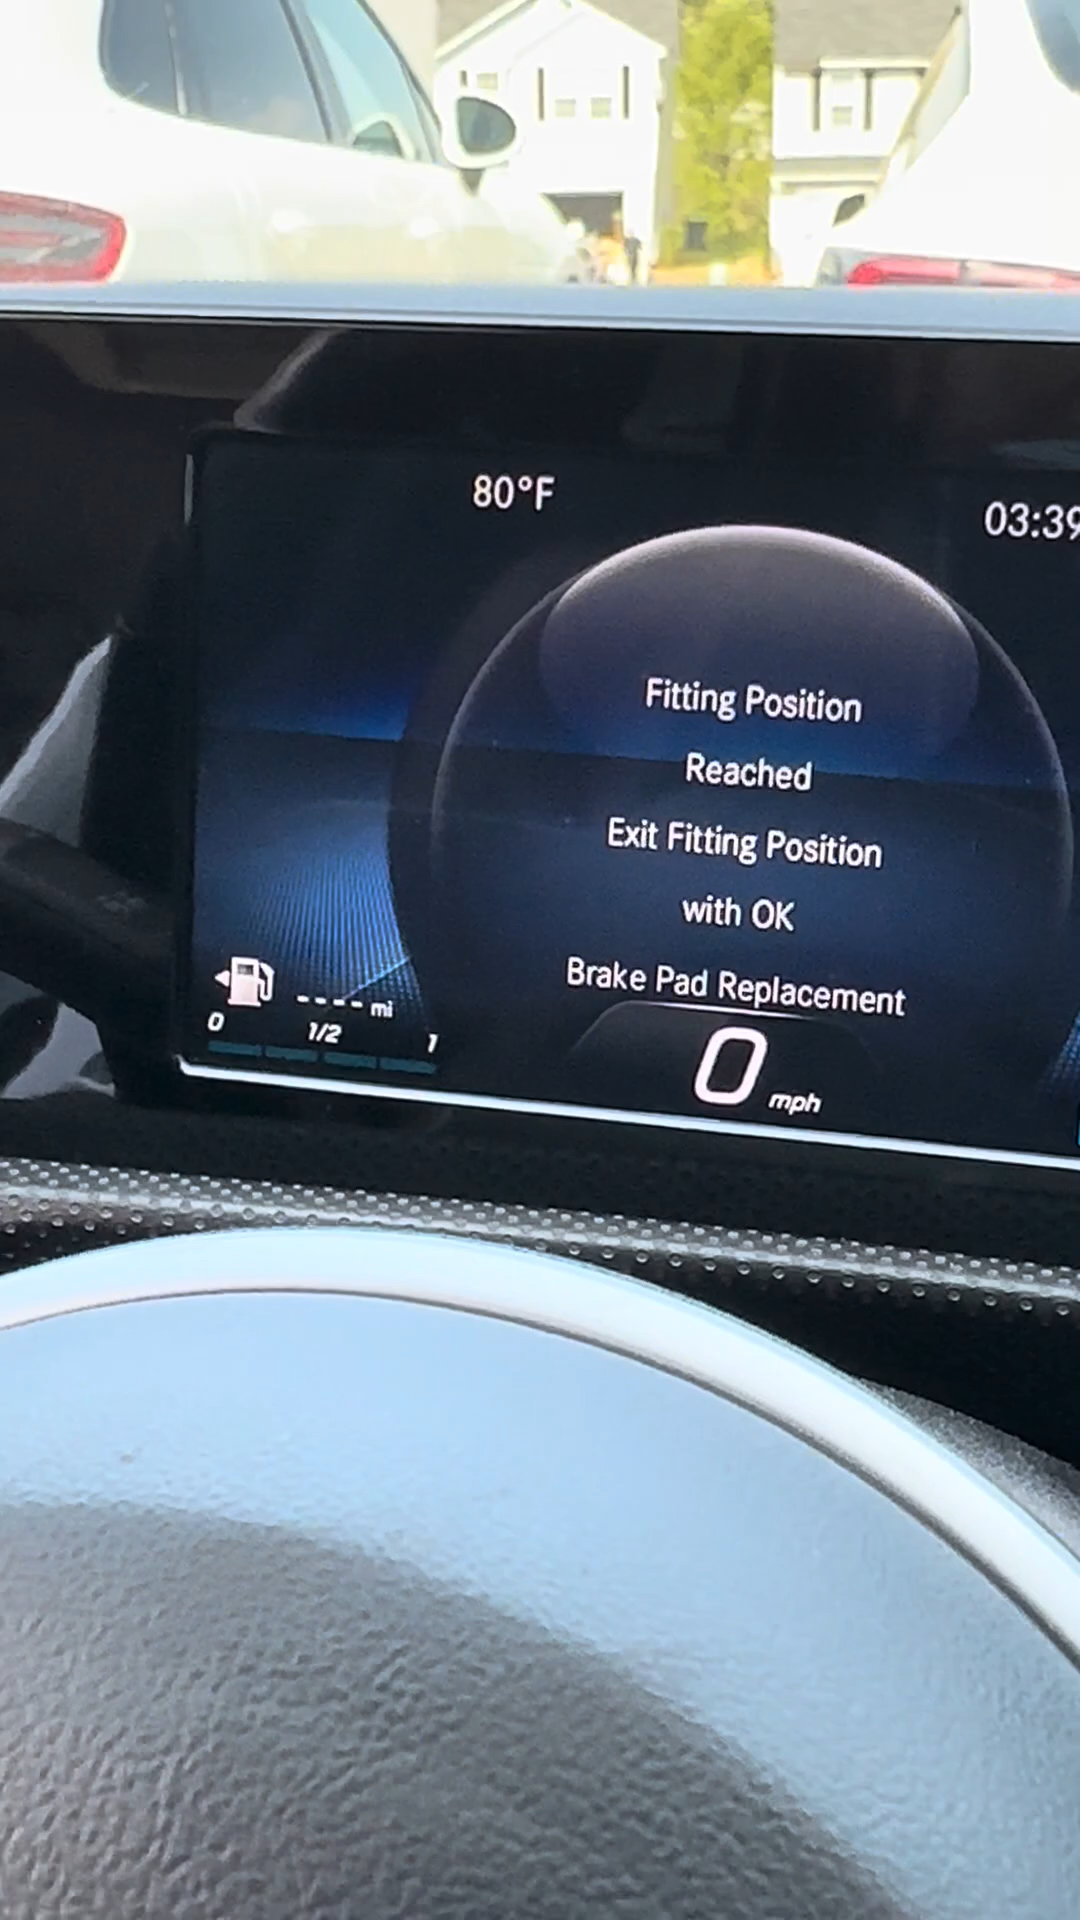 80°F
03:39
Fitting Position
Reached
Exit Fitting Position
with OK
Brake Pad Replacement
---- mi
0 1/2 1
0 mph